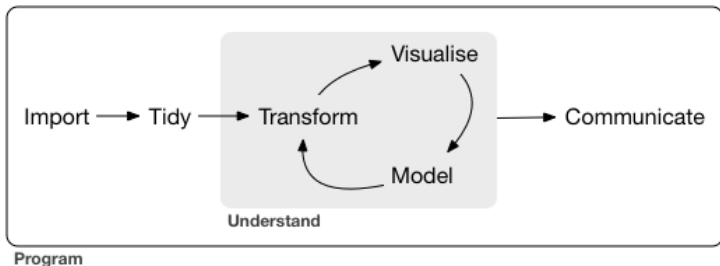 Visualise
Import
Tidy
Transform
Communicate
Model
Understand
Program